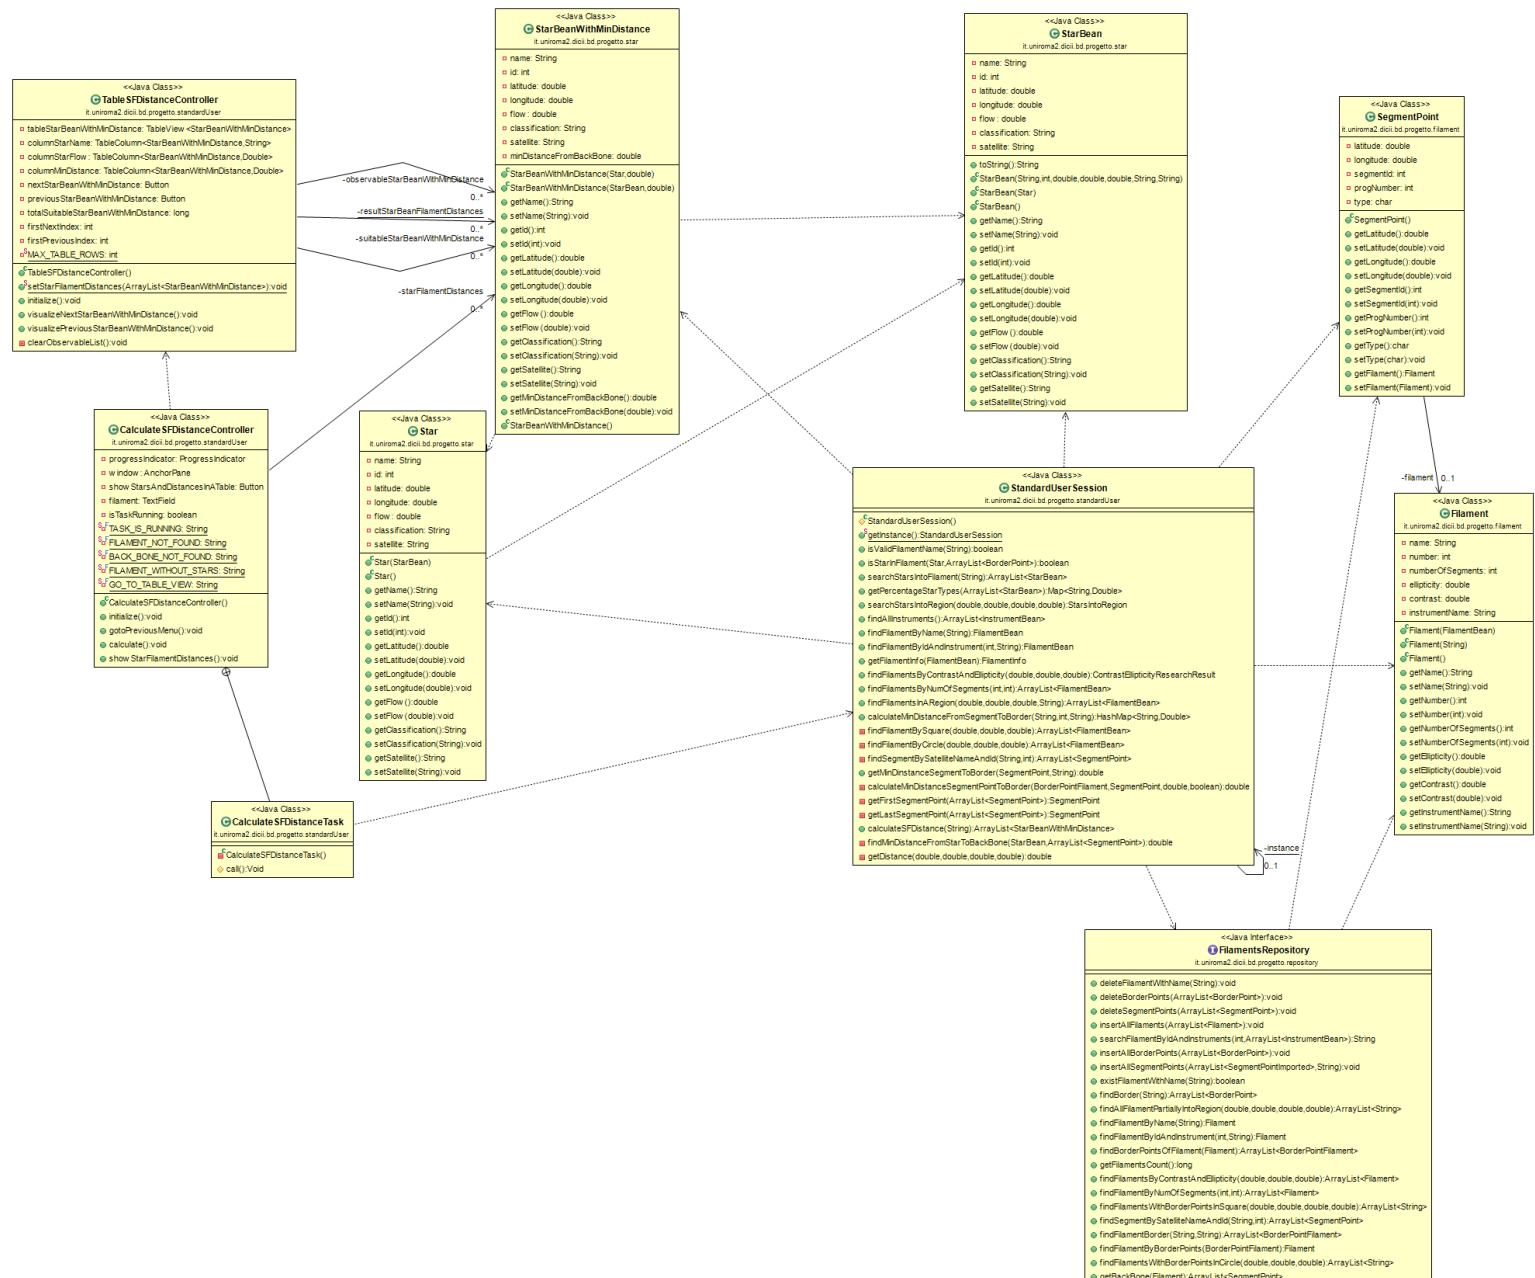 <<Java Class>>
TableSFDistanceController
it.uniroma2.dicii.bd.progetto.standardUser
tableStarBeanWithMinDistance: TableView <StarBeanWithMinDistance>
columnStarName: TableColumn<StarBeanWithMinDistance,String>
columnStarFlow : TableColumn<StarBeanWithMinDistance,Double>
columnMinDistance: TableColumn<StarBeanWithMinDistance,Double>
nextStarBeanWithMinDistance: Button
previousStarBeanWithMinDistance: Button
totalSuitableStarBeanWithMinDistance: long
firstNextIndex: int
firstPreviousIndex: int
MAX_TABLE_ROWS: int
TableSFDistanceController()
setStarFilamentDistances(ArrayList<StarBeanWithMinDistance>):void
initialize():void
visualizeNextStarBeanWithMinDistance():void
visualizePreviousStarBeanWithMinDistance():void
clearObservableList():void
-observableStarBeanWithMinDistance
0..*
-resultStarBeanFilamentDistances
0..*
-suitableStarBeanWithMinDistance
0..*
-starFilamentDistances
0..*
<<Java Class>>
StarBeanWithMinDistance
it.uniroma2.dicii.bd.progetto.star
name: String
id: int
latitude: double
longitude: double
flow : double
classification: String
satellite: String
minDistanceFromBackBone: double
StarBeanWithMinDistance(Star,double)
StarBeanWithMinDistance(StarBean,double)
getName():String
setName(String):void
getId():int
setId(int):void
getLatitude():double
setLatitude(double):void
getLongitude():double
setLongitude(double):void
getFlow ():double
setFlow (double):void
getClassification():String
setClassification(String):void
getSatellite():String
setSatellite(String):void
getMinDistanceFromBackBone():double
setMinDistanceFromBackBone(double):void
StarBeanWithMinDistance()
<<Java Class>>
StarBean
it.uniroma2.dicii.bd.progetto.star
name: String
id: int
latitude: double
longitude: double
flow : double
classification: String
satellite: String
toString():String
StarBean(String,int,double,double,double,String,String)
StarBean(Star)
StarBean()
getName():String
setName(String):void
getId():int
setId(int):void
getLatitude():double
setLatitude(double):void
getLongitude():double
setLongitude(double):void
getFlow ():double
setFlow (double):void
getClassification():String
setClassification(String):void
getSatellite():String
setSatellite(String):void
<<Java Class>>
SegmentPoint
it.uniroma2.dicii.bd.progetto.filament
latitude: double
longitude: double
segmentId: int
progNumber: int
type: char
SegmentPoint()
getLatitude():double
setLatitude(double):void
getLongitude():double
setLongitude(double):void
getSegmentId():int
setSegmentId(int):void
getProgNumber():int
setProgNumber(int):void
getType():char
setType(char):void
getFilament():Filament
setFilament(Filament):void
-filament
0..1
<<Java Class>>
CalculateSFDistanceController
it.uniroma2.dicii.bd.progetto.standardUser
progressIndicator: ProgressIndicator
w indow : AnchorPane
show StarsAndDistancesInATable: Button
filament: TextField
isTaskRunning: boolean
TASK_IS_RUNNING: String
FILAMENT_NOT_FOUND: String
BACK_BONE_NOT_FOUND: String
FILAMENT_WITHOUT_STARS: String
GO_TO_TABLE_VIEW: String
CalculateSFDistanceController()
initialize():void
gotoPreviousMenu():void
calculate():void
show StarFilamentDistances():void
<<Java Class>>
Star
it.uniroma2.dicii.bd.progetto.star
name: String
id: int
latitude: double
longitude: double
flow : double
classification: String
satellite: String
Star(StarBean)
Star()
getName():String
setName(String):void
getId():int
setId(int):void
getLatitude():double
setLatitude(double):void
getLongitude():double
setLongitude(double):void
getFlow ():double
setFlow (double):void
getClassification():String
setClassification(String):void
getSatellite():String
setSatellite(String):void
<<Java Class>>
StandardUserSession
it.uniroma2.dicii.bd.progetto.standardUser
StandardUserSession()
getInstance():StandardUserSession
isValidFilamentName(String):boolean
isStarInFilament(Star,ArrayList<BorderPoint>):boolean
searchStarsIntoFilament(String):ArrayList<StarBean>
getPercentageStarTypes(ArrayList<StarBean>):Map<String,Double>
searchStarsIntoRegion(double,double,double,double):StarsIntoRegion
findAllInstruments():ArrayList<InstrumentBean>
findFilamentByName(String):FilamentBean
findFilamentByIdAndInstrument(int,String):FilamentBean
getFilamentInfo(FilamentBean):FilamentInfo
findFilamentsByContrastAndEllipticity(double,double,double):ContrastEllipticityResearchResult
findFilamentsByNumOfSegments(int,int):ArrayList<FilamentBean>
findFilamentsInARegion(double,double,double,String):ArrayList<FilamentBean>
calculateMinDistanceFromSegmentToBorder(String,int,String):HashMap<String,Double>
findFilamentBySquare(double,double,double):ArrayList<FilamentBean>
findFilamentByCircle(double,double,double):ArrayList<FilamentBean>
findSegmentBySatelliteNameAndId(String,int):ArrayList<SegmentPoint>
getMinDinstanceSegmentToBorder(SegmentPoint,String):double
calculateMinDistanceSegmentPointToBorder(BorderPointFilament,SegmentPoint,double,boolean):double
getFirstSegmentPoint(ArrayList<SegmentPoint>):SegmentPoint
getLastSegmentPoint(ArrayList<SegmentPoint>):SegmentPoint
calculateSFDistance(String):ArrayList<StarBeanWithMinDistance>
findMinDistanceFromStarToBackBone(StarBean,ArrayList<SegmentPoint>):double
getDistance(double,double,double,double):double
-instance
0..1
<<Java Class>>
Filament
it.uniroma2.dicii.bd.progetto.filament
name: String
number: int
numberOfSegments: int
ellipticity: double
contrast: double
instrumentName: String
Filament(FilamentBean)
Filament(String)
Filament()
getName():String
setName(String):void
getNumber():int
setNumber(int):void
getNumberOfSegments():int
setNumberOfSegments(int):void
getEllipticity():double
setEllipticity(double):void
getContrast():double
setContrast(double):void
getInstrumentName():String
setInstrumentName(String):void
<<Java Class>>
CalculateSFDistanceTask
it.uniroma2.dicii.bd.progetto.standardUser
CalculateSFDistanceTask()
call():Void
<<Java Interface>>
FilamentsRepository
it.uniroma2.dicii.bd.progetto.repository
deleteFilamentWithName(String):void
deleteBorderPoints(ArrayList<BorderPoint>):void
deleteSegmentPoints(ArrayList<SegmentPoint>):void
insertAllFilaments(ArrayList<Filament>):void
searchFilamentByIdAndInstruments(int,ArrayList<InstrumentBean>):String
insertAllBorderPoints(ArrayList<BorderPoint>):void
insertAllSegmentPoints(ArrayList<SegmentPointImported>,String):void
existFilamentWithName(String):boolean
findBorder(String):ArrayList<BorderPoint>
findAllFilamentPartiallyIntoRegion(double,double,double,double):ArrayList<String>
findFilamentByName(String):Filament
findFilamentByIdAndInstrument(int,String):Filament
findBorderPointsOfFilament(Filament):ArrayList<BorderPointFilament>
getFilamentsCount():long
findFilamentsByContrastAndEllipticity(double,double,double):ArrayList<Filament>
findFilamentByNumOfSegments(int,int):ArrayList<Filament>
findFilamentsWithBorderPointsInSquare(double,double,double,double):ArrayList<String>
findSegmentBySatelliteNameAndId(String,int):ArrayList<SegmentPoint>
findFilamentBorder(String,String):ArrayList<BorderPointFilament>
findFilamentByBorderPoints(BorderPointFilament):Filament
findFilamentsWithBorderPointsInCircle(double,double,double):ArrayList<String>
getBackBone(Filament):ArrayList<SegmentPoint>